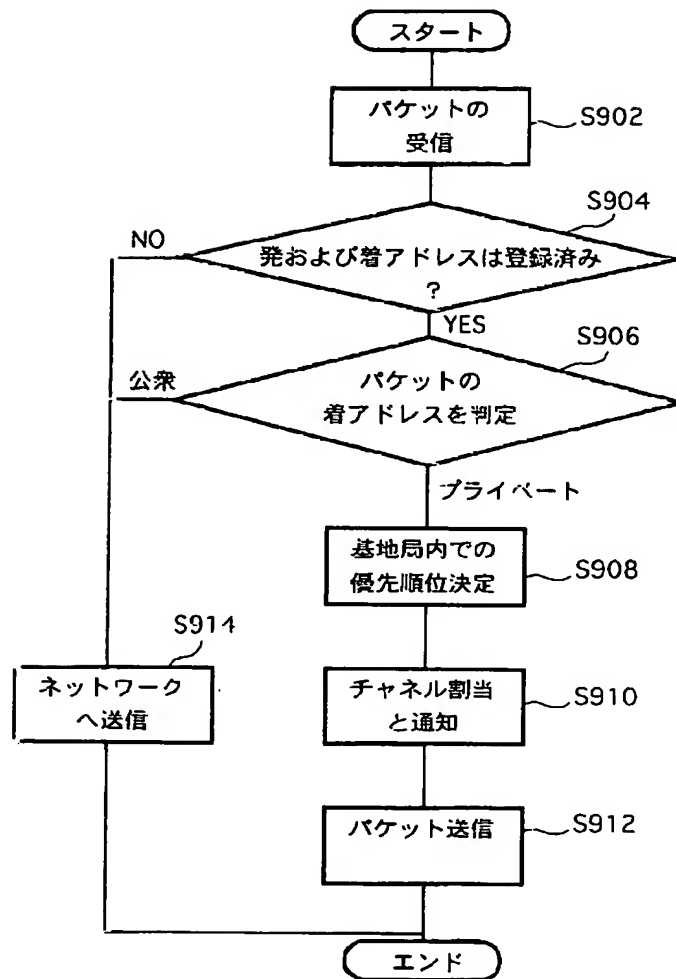 スタート
パケットの
受信
S902
S904
NO
発および着アドレスは登録済み
？
YES
S906
公衆
パケットの
着アドレスを判定
プライベート
基地局内での
優先順位決定
S908
S914
ネットワーク
へ送信
チャネル割当
と通知
S910
パケット送信
S912
エンド